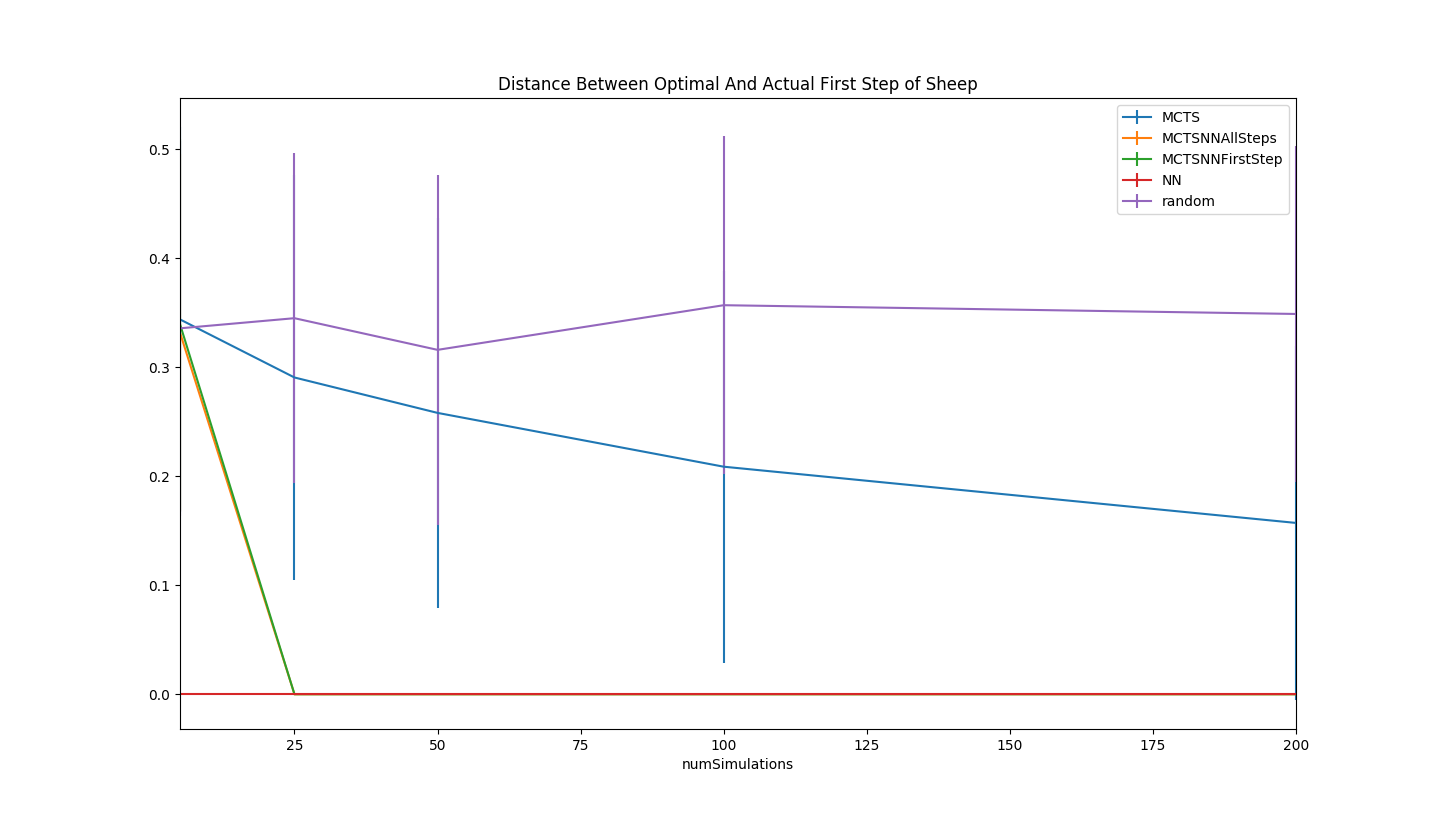 Distance Between Optimal And Actual First Step of Sheep
MCTS
MCTSNNAllSteps
MCTSNNFirstStep
NN
random
0.5
0.4
0.3
0.2
0.1
0.0
25 50 75 100 125 150 175 200
numSimulations